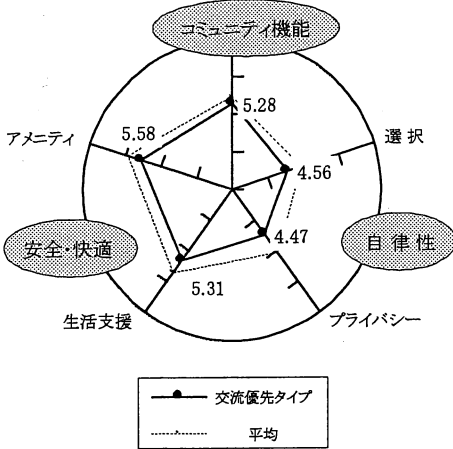 コミュニティ機能
5.28
5.58
アメニティ
選択
4.56
安全・快適
自律性
4.47
5.31
生活支援
プライバシー
交流優先タイプ
平均